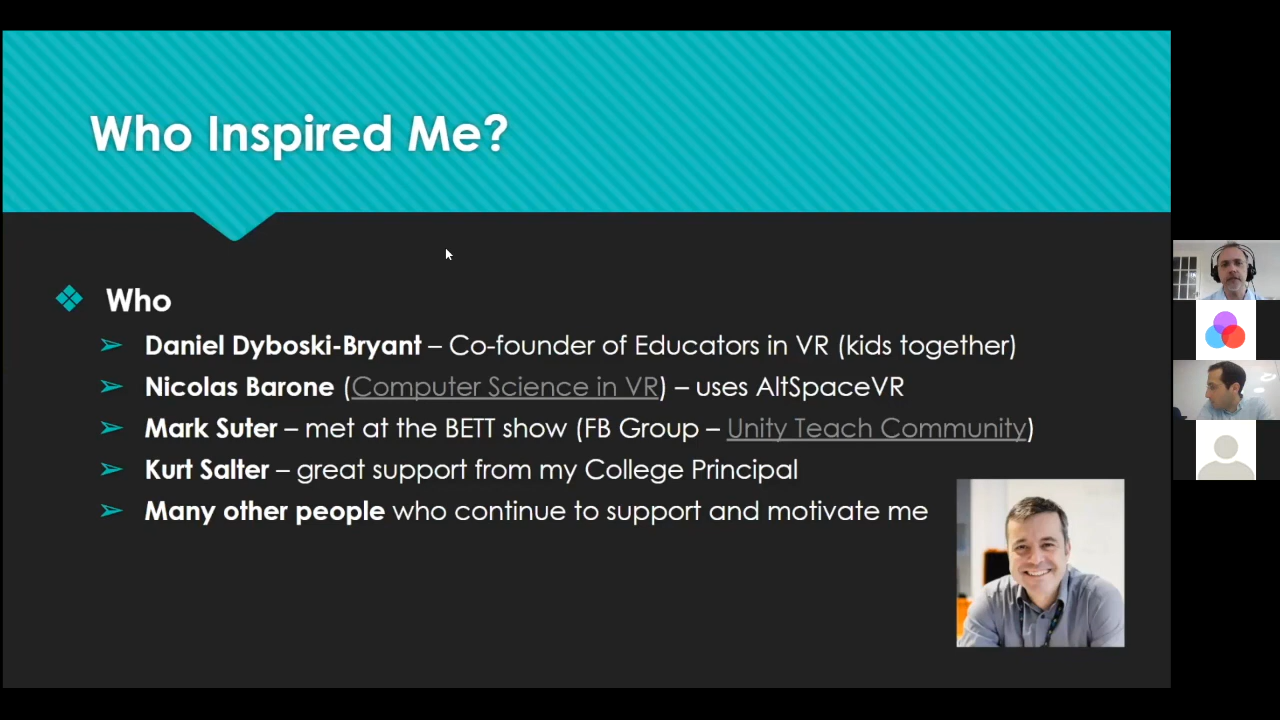 Who Inspired Me?
Who
Daniel Dyboski-Bryant – Co-founder of Educators in VR (kids together)
Nicolas Barone (Computer Science in VR) – uses AltSpaceVR
Mark Suter – met at the BETT show (FB Group – Unity Teach Community)
Kurt Salter – great support from my College Principal
Many other people who continue to support and motivate me